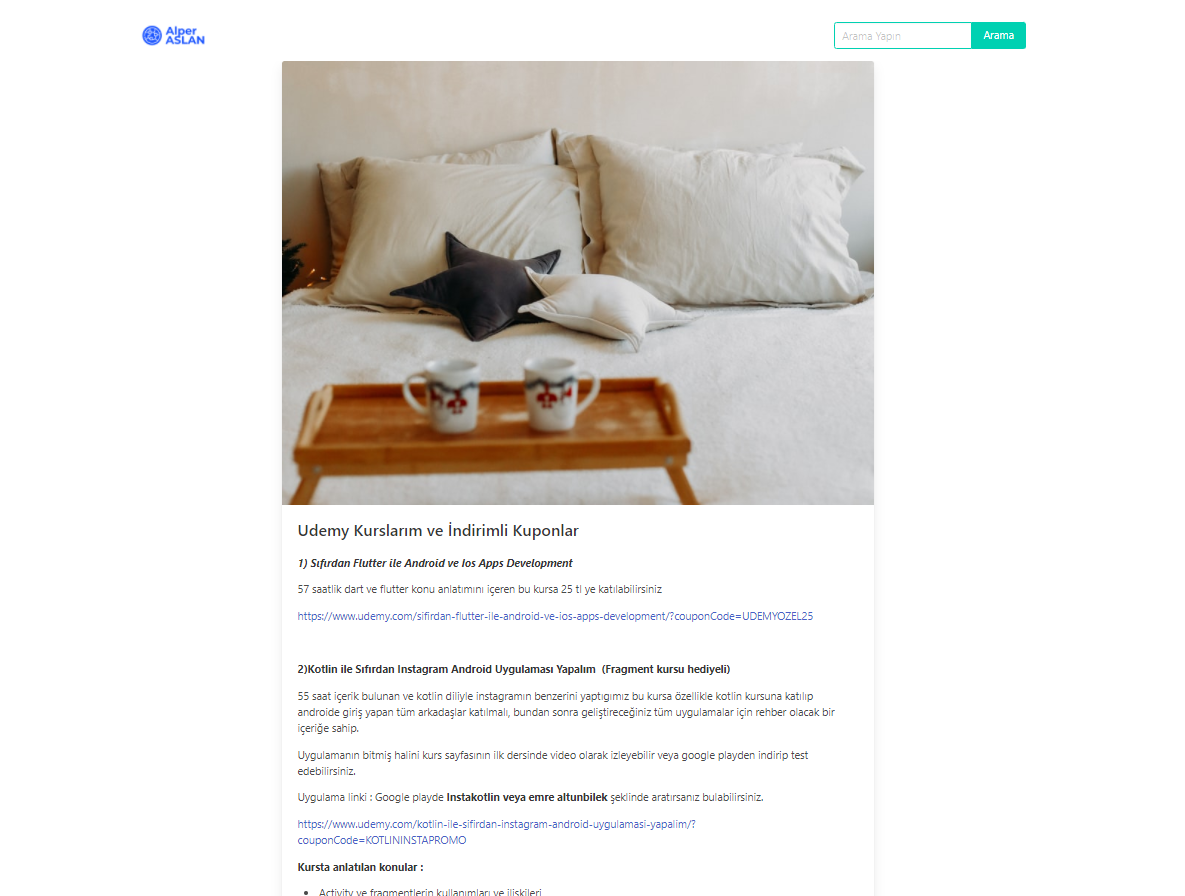 Alper
ASLAN
Arama Yapın
Arama
Udemy Kurslarım ve İndirimli Kuponlar
1) Sıfırdan Flutter ile Android ve Ios Apps Development
57 saatlik dart ve flutter konu anlatımını içeren bu kursa 25 tl ye katılabilirsiniz
https://www.udemy.com/sifirdan-flutter-ile-android-ve-ios-apps-development/?couponCode=UDEMYOZEL25
2)Kotlin ile Sıfırdan Instagram Android Uygulaması Yapalım  (Fragment kursu hediyeli)
55 saat içerik bulunan ve kotlin diliyle instagramın benzerini yaptıgımız bu kursa özellikle kotlin kursuna katılıp
androide giriş yapan tüm arkadaşlar katılmalı, bundan sonra geliştireceğiniz tüm uygulamalar için rehber olacak bir
içeriğe sahip.
Uygulamanın bitmiş halini kurs sayfasının ilk dersinde video olarak izleyebilir veya google playden indirip test
edebilirsiniz.
Uygulama linki : Google playde Instakotlin veya emre altunbilek şeklinde aratırsanız bulabilirsiniz.
https://www.udemy.com/kotlin-ile-sifirdan-instagram-android-uygulamasi-yapalim/?
couponCode=KOTLININSTAPROMO
Kursta anlatılan konular :
• Activity ve fragmentlerin kullanımları ve ilişkileri